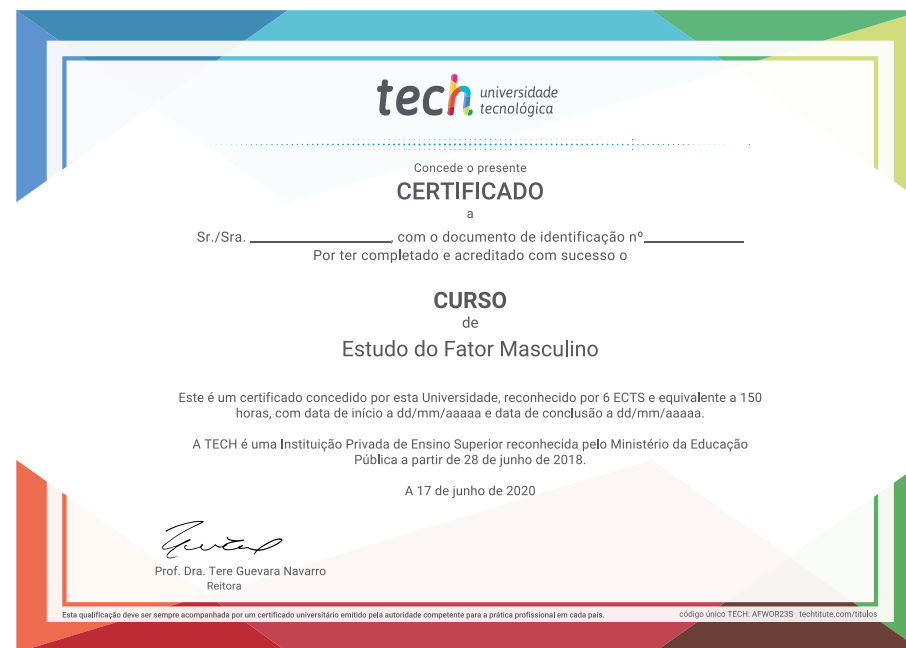 tech universidade
tecnológica
Concede o presente
CERTIFICADO
a
Sr./Sra. ________________, com o documento de identificação nº____________
Por ter completado e acreditado com sucesso o
CURSO
de
Estudo do Fator Masculino
Este é um certificado concedido por esta Universidade, reconhecido por 6 ECTS e equivalente a 150
horas, com data de início a dd/mm/aaaaa e data de conclusão a dd/mm/aaaaa.
A TECH é uma Instituição Privada de Ensino Superior reconhecida pelo Ministério da Educação
Pública a partir de 28 de junho de 2018.
A 17 de junho de 2020
Prof. Dra. Tere Guevara Navarro
Reitora
Esta qualificação deve ser sempre acompanhada por um certificado universitário emitido pela autoridade competente para a prática profissional em cada país.
código único TECH: AFWOR23S techtitute.com/titulos